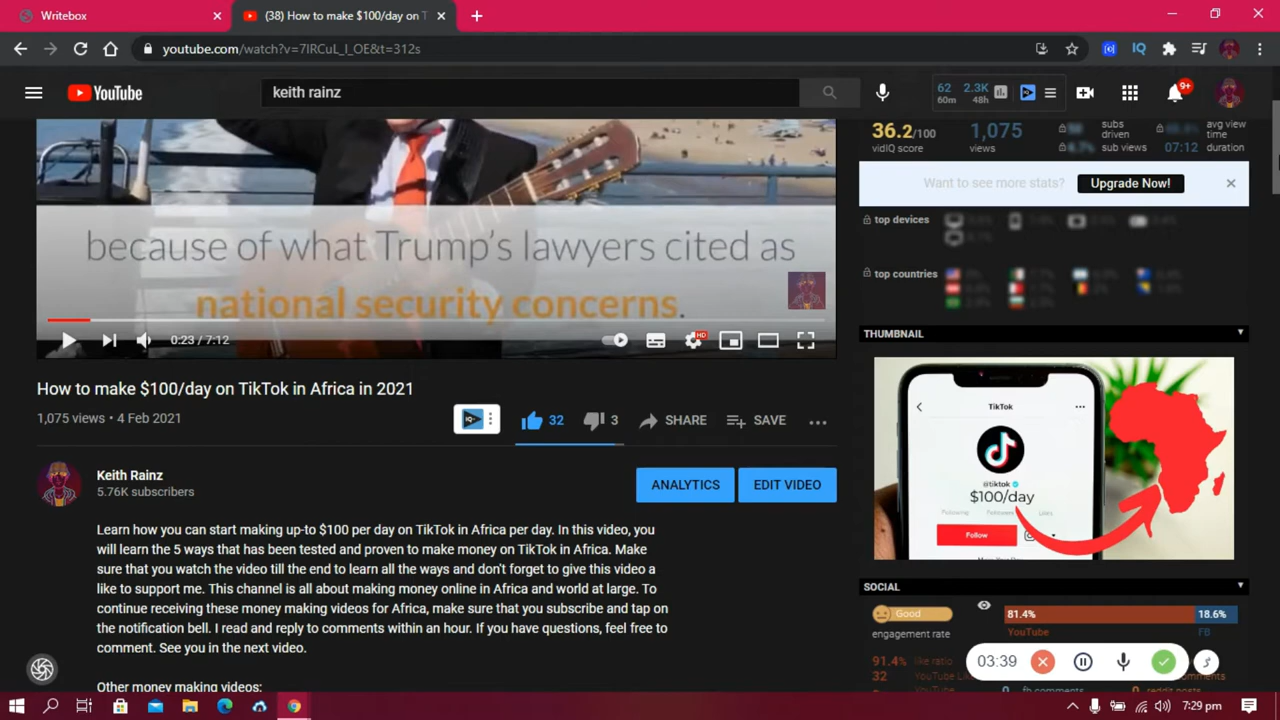 Writebox
(38) How to make $100/day on T
youtube.com/watch?v=7IRCuL_I_OE&t=312s
IQ
YouTube
keith rainz
62
60m
2.3K
48h
9+
because of what Trump's lawyers cited as
national security concerns.
HD
0:23 / 7:12
How to make $100/day on TikTok in Africa in 2021
1,075 views • 4 Feb 2021
IQ
32
3
SHARE
SAVE
Keith Rainz
5.76K subscribers
ANALYTICS
EDIT VIDEO
Learn how you can start making up-to $100 per day on TikTok in Africa per day. In this video, you
will learn the 5 ways that has been tested and proven to make money on TikTok in Africa. Make
sure that you watch the video till the end to learn all the ways and don't forget to give this video a
like to support me. This channel is all about making money online in Africa and world at large. To
continue receiving these money making videos for Africa, make sure that you subscribe and tap on
the notification bell. I read and reply to comments within an hour. If you have questions, feel free to
comment. See you in the next video.
Other money making videos:
36.2/100
vidIQ score
1,075
views
subs
driven
sub views
avg view
time
07:12 duration
Want to see more stats?
Upgrade Now!
top devices
top countries
THUMBNAIL
TikTok
@tiktok
$100/day
Following
Followers
Likes
Follow
SOCIAL
Good
engagement rate
81.4%
18.6%
YouTube
FB
91.4% like ratio
32
03:39
7:29 pm